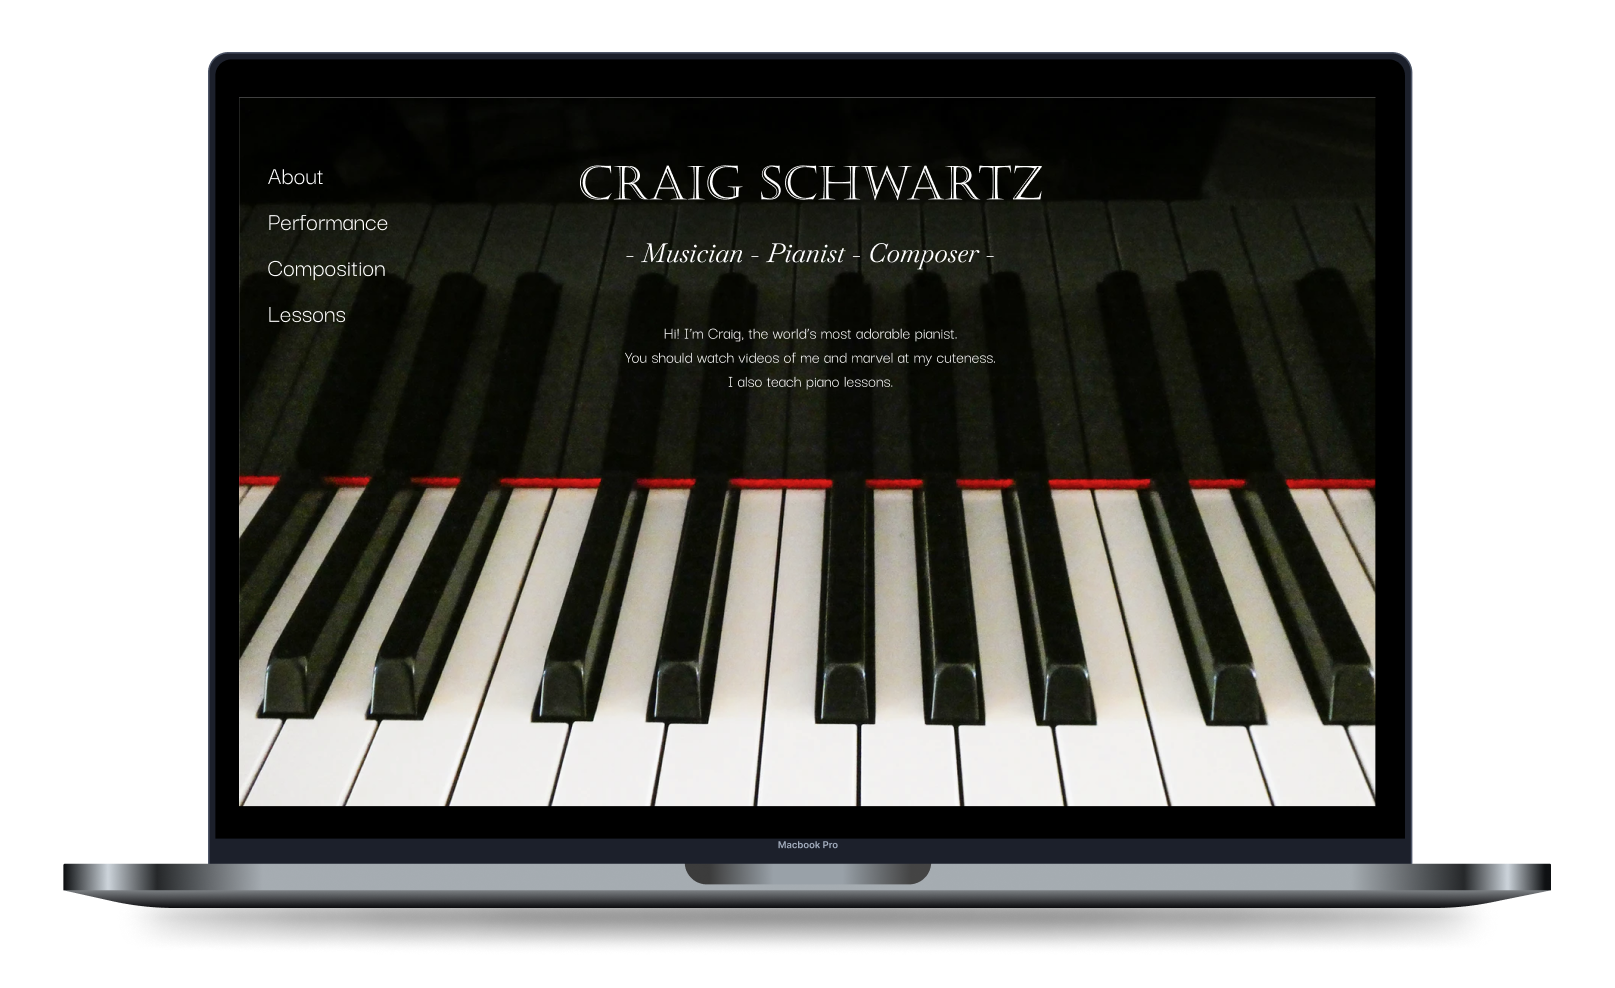 About
Performance
Composition
Lessons
CRAIG SCHWARTZ
- Musician - Pianist - Composer -
Hi! I'm Craig, the world's most adorable pianist.
You should watch videos of me and marvel at my cuteness.
I also teach piano lessons.
Macbook Pro